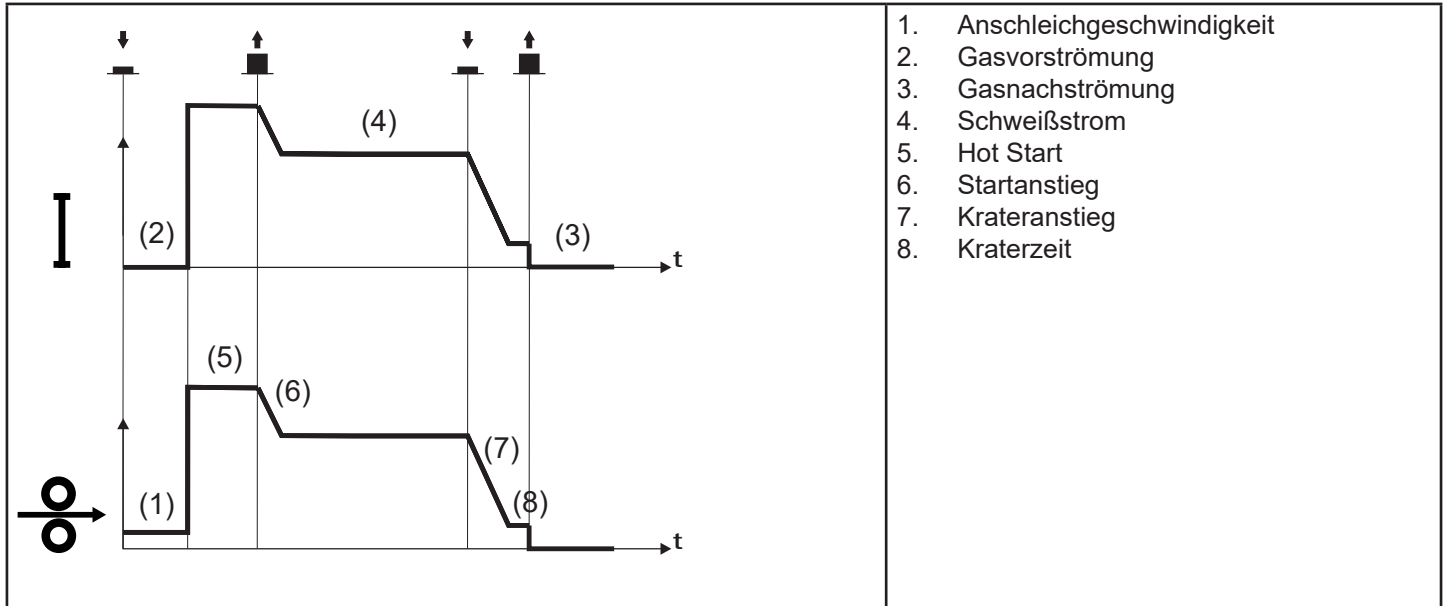 (4)
(2)
(3)
t
(5)
(6)
(7)
(1)
(8)
t
1. Anschleichgeschwindigkeit
2. Gasvorströmung
3. Gasnachströmung
4. Schweißstrom
5. Hot Start
6. Startanstieg
7. Krateranstieg
8. Kraterzeit